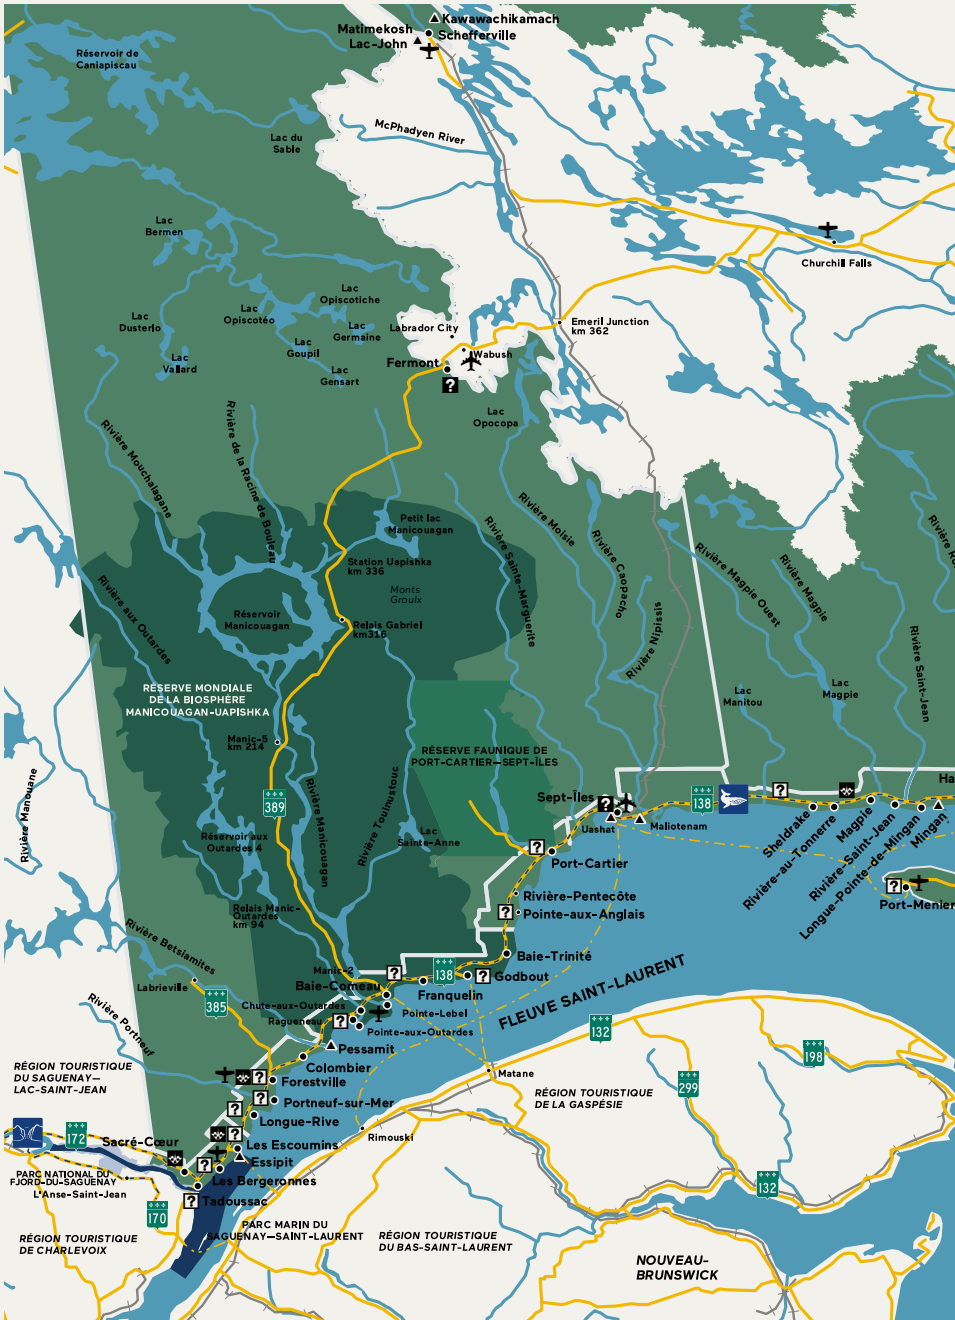 Kawawachikamach
Matimekosh
Schefferville
Lac-John
Réservoir de
Caniapiscau
McPhadyen River
Lac du
Sable
Lac
Bermen
Churchill Falls
Lac
Opiscotiche
Lac
Opiscotéo
Lac
Dusterlo
Lac
Germaine
Labrador City
Emeril Junction
km 362
Lac
Goupil
Wabush
Lac
Vallard
Fermont
?
Lac
Gensart
Lac
Opocopa
Rivière Mouchalagane
Rivière de la Racine de Bouleau
Petit lac
Manicouagan
Rivière Sainte-Marguerite
Rivière Moisie
Rivière Caopacho
Rivière Nipississ
Rivière Magpie Ouest
Rivière Magpie
Rivière Saint-Jean
Rivière R
Station Uapishka
km 336
Monts
Groulx
Rivière aux Outardes
Réservoir
Manicouagan
Relais Gabriel
km316
RÉSERVE MONDIALE
DE LA BIOSPHÈRE
MANICOUAGAN-UAPISHKA
Lac
Manitou
Lac
Magpie
Manic-5
km 214
RÉSERVE FAUNIQUE DE
PORT-CARTIER—SEPT-ÎLES
389
Rivière Manicouagan
Rivière Toulnustouc
Rivière Manouane
Sept-Îles
?
138
?
Ha
Uashat
Maliotenam
Sheldrake
Rivière-au-Tonnerre
Magpie
Rivière-Saint-Jean
Longue-Pointe-de-Mingan
Mingan
Réservoir aux
Outardes 4
Lac
Sainte-Anne
?
Port-Cartier
?
Port-Menier
Rivière-Pentecôte
?
Pointe-aux-Anglais
Relais Manic-
Outardes
km 94
Rivière Betsiamites
Baie-Trinité
Manic-2
?
138
?
Godbout
Labrieville
Baie-Comeau
Franquelin
FLEUVE SAINT-LAURENT
385
Chute-aux-Outardes
Pointe-Lebel
Ragueneau
?
Pointe-aux-Outardes
132
Rivière Portneuf
Pessamit
198
RÉGION TOURISTIQUE
DU SAGUENAY—
LAC-SAINT-JEAN
Colombier
Matane
?
Forestville
299
RÉGION TOURISTIQUE
DE LA GASPÉSIE
?
Portneuf-sur-Mer
?
Longue-Rive
172
Sacré-Cœur
?
Les Escoumins
Rimouski
?
Essipit
PARC NATIONAL DU
FJORD-DU-SAGUENAY
Les Bergeronnes
L'Anse-Saint-Jean
132
?
Tadoussac
170
PARC MARIN DU
SAGUENAY—SAINT-LAURENT
RÉGION TOURISTIQUE
DE CHARLEVOIX
RÉGION TOURISTIQUE
DU BAS-SAINT-LAURENT
NOUVEAU-
BRUNSWICK